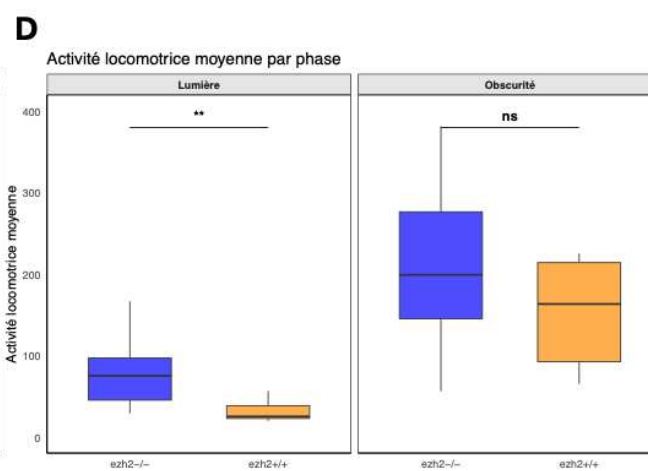 D
Activité locomotrice moyenne par phase
Lumière
Obscurité
Activité locomotrice moyenne
400
300
200
100
0
**
ns
ezh2−/−
ezh2+/+
ezh2−/−
ezh2+/+